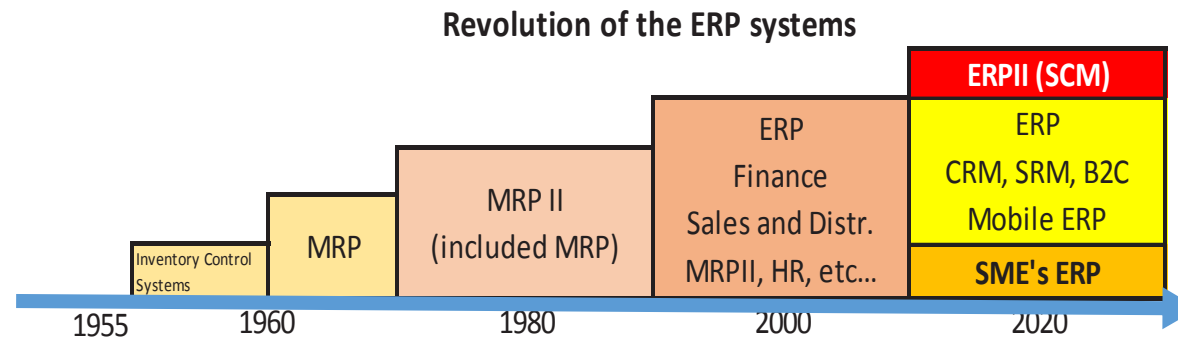 Revolution of the ERP systems
Inventory Control
Systems
MRP
MRP II
(included MRP)
ERP
Finance
Sales and Distr.
MRPII, HR, etc...
ERPII (SCM)
ERP
CRM, SRM, B2C
Mobile ERP
SME's ERP
1955
1960
1980
2000
2020